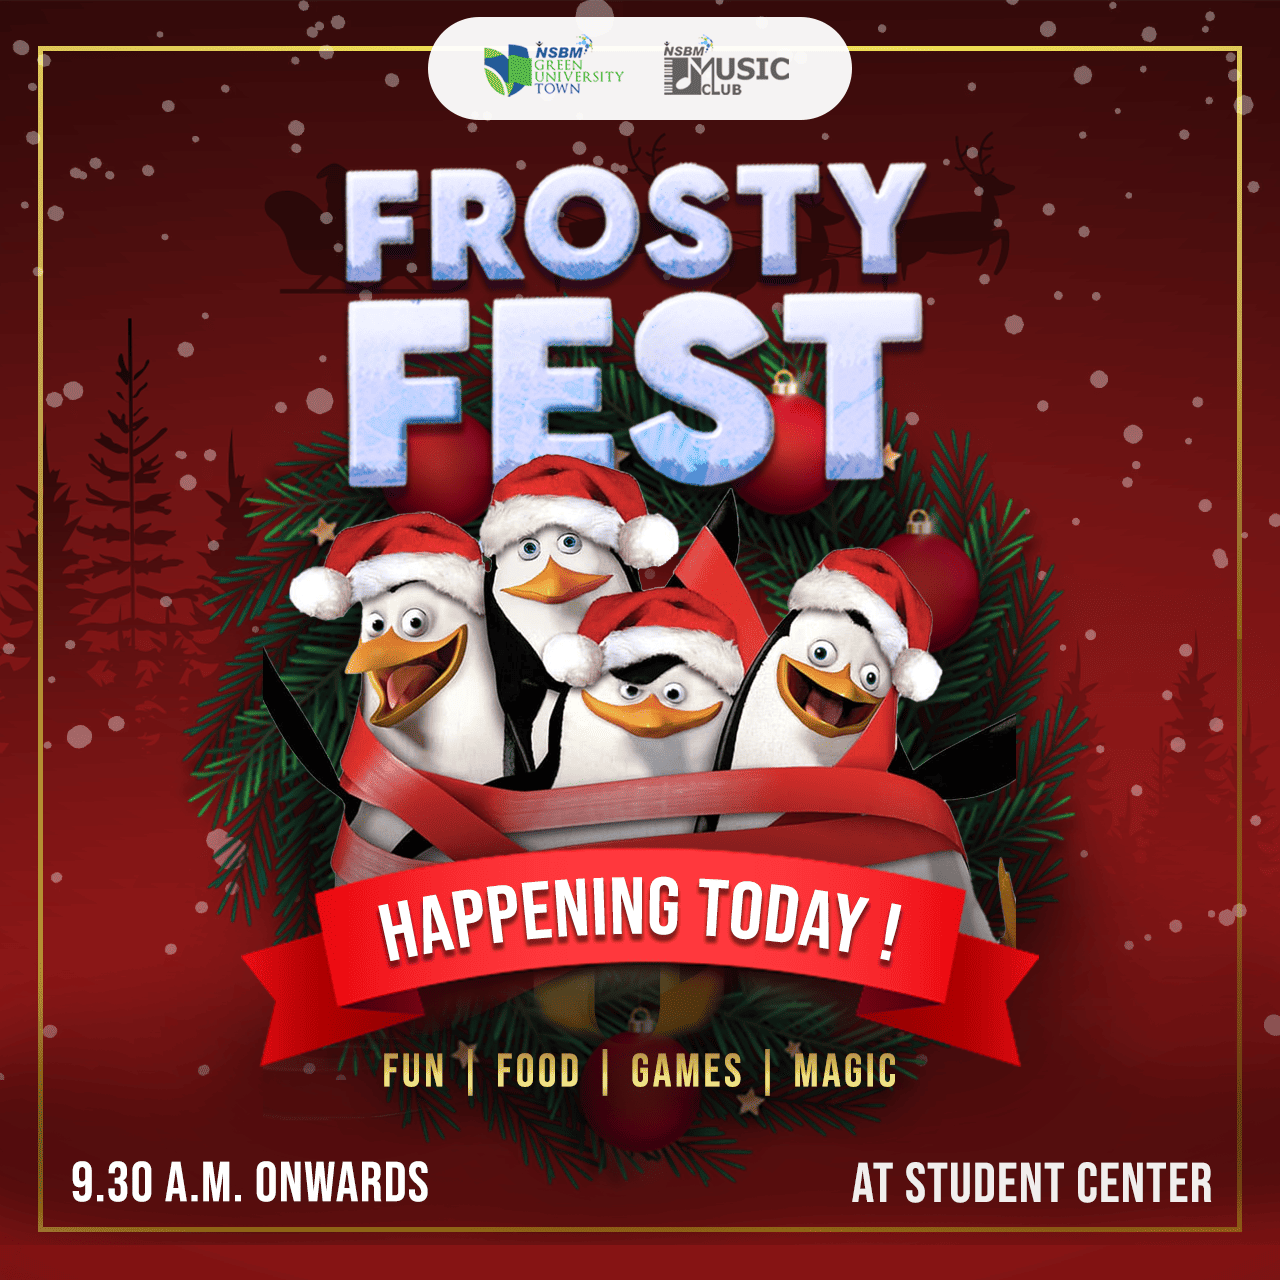 NSBM
GREEN
UNIVERSITY
TOWN
NSBM
MUSIC
CLUB
FROSTY
FEST
HAPPENING TODAY !
FUN | FOOD | GAMES | MAGIC
9.30 A.M. ONWARDS
AT STUDENT CENTER